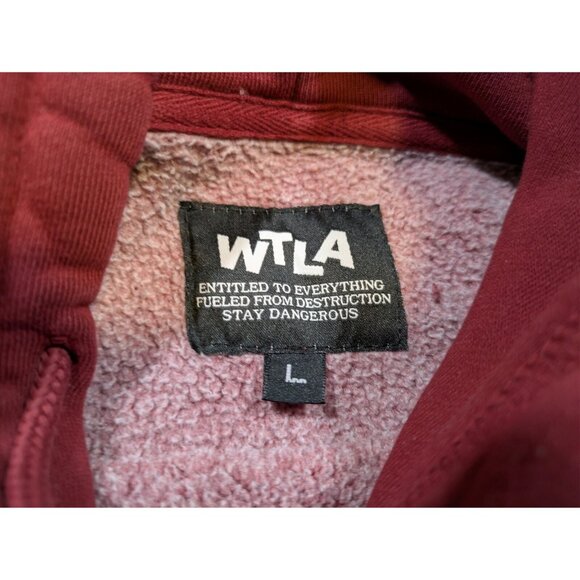 WTLA
ENTITLED TO EVERYTHING
FUELED FROM DESTRUCTION
STAY DANGEROUS
L